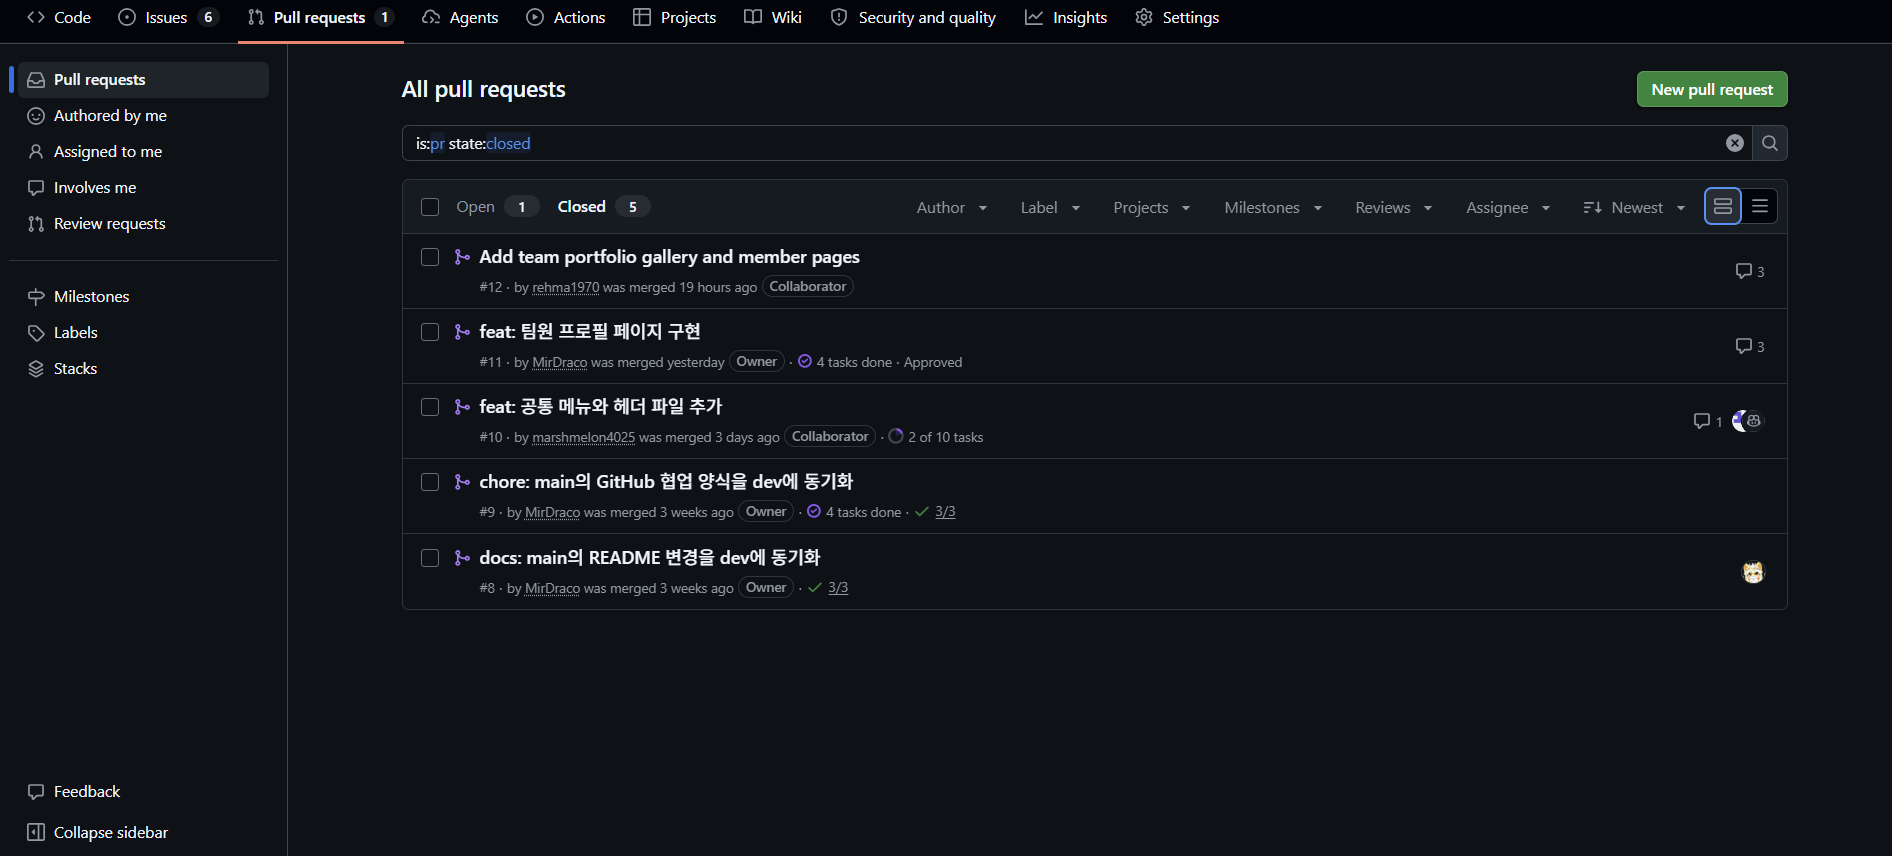 Code Issues 6 Pull requests 1 Agents Actions Projects Wiki Security and quality Insights Settings
Pull requests
Authored by me
Assigned to me
Involves me
Review requests
Milestones
Labels
Stacks
Feedback
Collapse sidebar
All pull requests
New pull request
is:pr state:closed
Open 1 Closed 5 Author Label Projects Milestones Reviews Assignee Newest
Add team portfolio gallery and member pages
#12 · by rehma1970 was merged 19 hours ago Collaborator
3
feat: 팀원 프로필 페이지 구현
#11 · by MirDraco was merged yesterday Owner · 4 tasks done · Approved
3
feat: 공통 메뉴와 헤더 파일 추가
#10 · by marshmelon4025 was merged 3 days ago Collaborator · 2 of 10 tasks
1
chore: main의 GitHub 협업 양식을 dev에 동기화
#9 · by MirDraco was merged 3 weeks ago Owner · 4 tasks done · 3/3
docs: main의 README 변경을 dev에 동기화
#8 · by MirDraco was merged 3 weeks ago Owner · 3/3